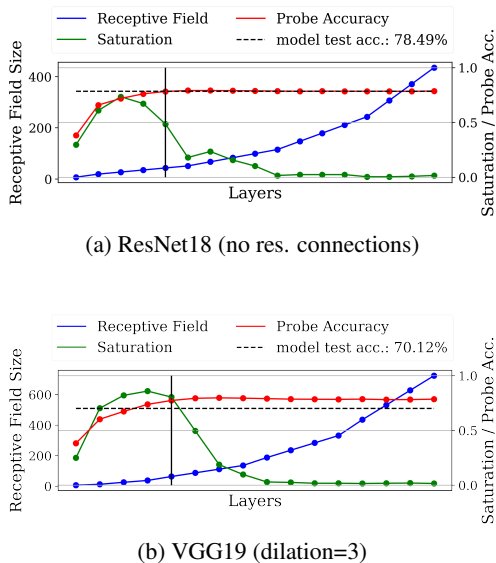 Receptive Field
Probe Accuracy
Saturation
model test acc.: 78.49%
Receptive Field Size
400
200
0
1.0
0.5
0.0
Saturation / Probe Acc.
Layers
(a) ResNet18 (no res. connections)
Receptive Field
Probe Accuracy
Saturation
model test acc.: 70.12%
Receptive Field Size
600
400
200
0
1.0
0.5
0.0
Saturation / Probe Acc.
Layers
(b) VGG19 (dilation=3)